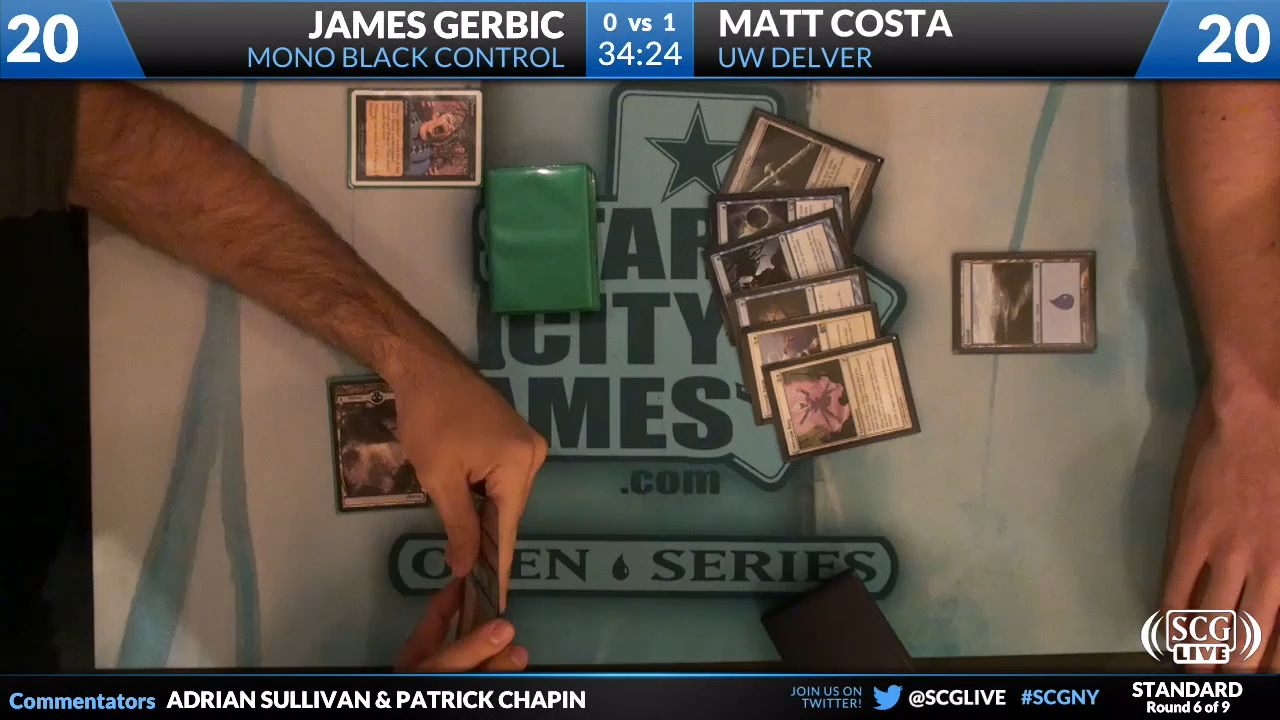 20
JAMES GERBIC
MONO BLACK CONTROL
0 vs 1
34:24
MATT COSTA
UW DELVER
20
STAR
CITY
GAMES
.com
OPEN SERIES
SCG
LIVE
Commentators ADRIAN SULLIVAN & PATRICK CHAPIN
JOIN US ON
TWITTER!
@SCGLIVE #SCGNY
STANDARD
Round 6 of 9